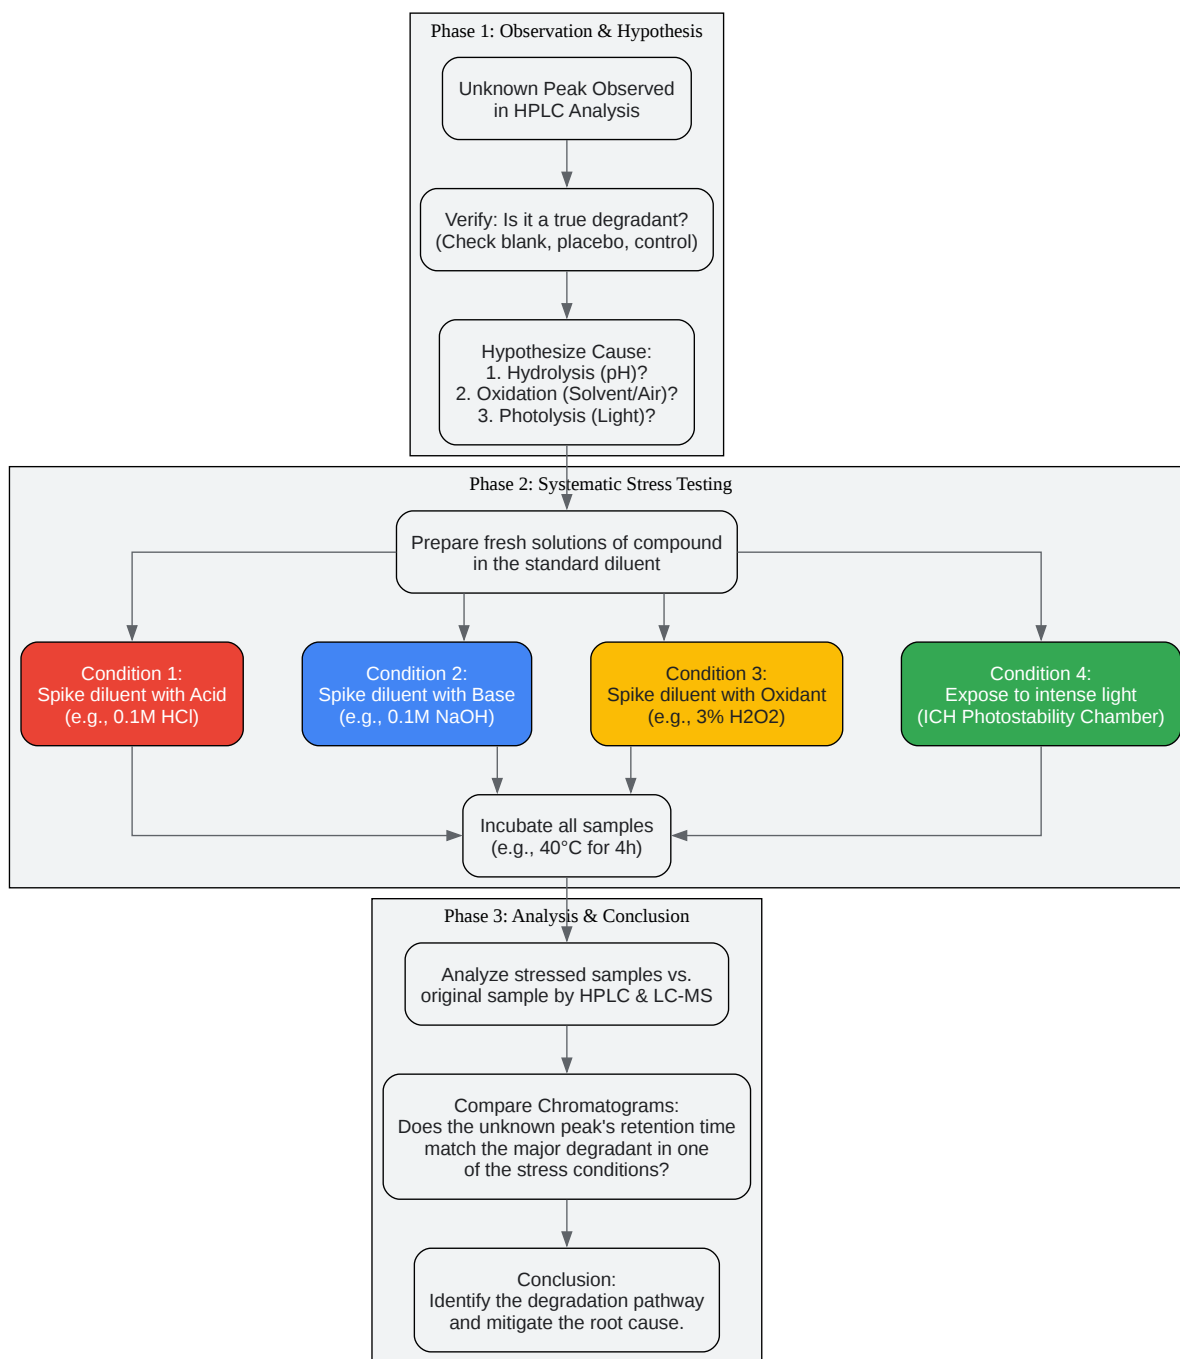 Phase 1: Observation & Hypothesis
Unknown Peak Observed
in HPLC Analysis
Verify: Is it a true degradant?
(Check blank, placebo, control)
Hypothesize Cause:
1. Hydrolysis (pH)?
2. Oxidation (Solvent/Air)?
3. Photolysis (Light)?
Phase 2: Systematic Stress Testing
Prepare fresh solutions of compound
in the standard diluent
Condition 1:
Spike diluent with Acid
(e.g., 0.1M HCl)
Condition 2:
Spike diluent with Base
(e.g., 0.1M NaOH)
Condition 3:
Spike diluent with Oxidant
(e.g., 3% H2O2)
Condition 4:
Expose to intense light
(ICH Photostability Chamber)
Incubate all samples
(e.g., 40°C for 4h)
Phase 3: Analysis & Conclusion
Analyze stressed samples vs.
original sample by HPLC & LC-MS
Compare Chromatograms:
Does the unknown peak's retention time
match the major degradant in one
of the stress conditions?
Conclusion:
Identify the degradation pathway
and mitigate the root cause.